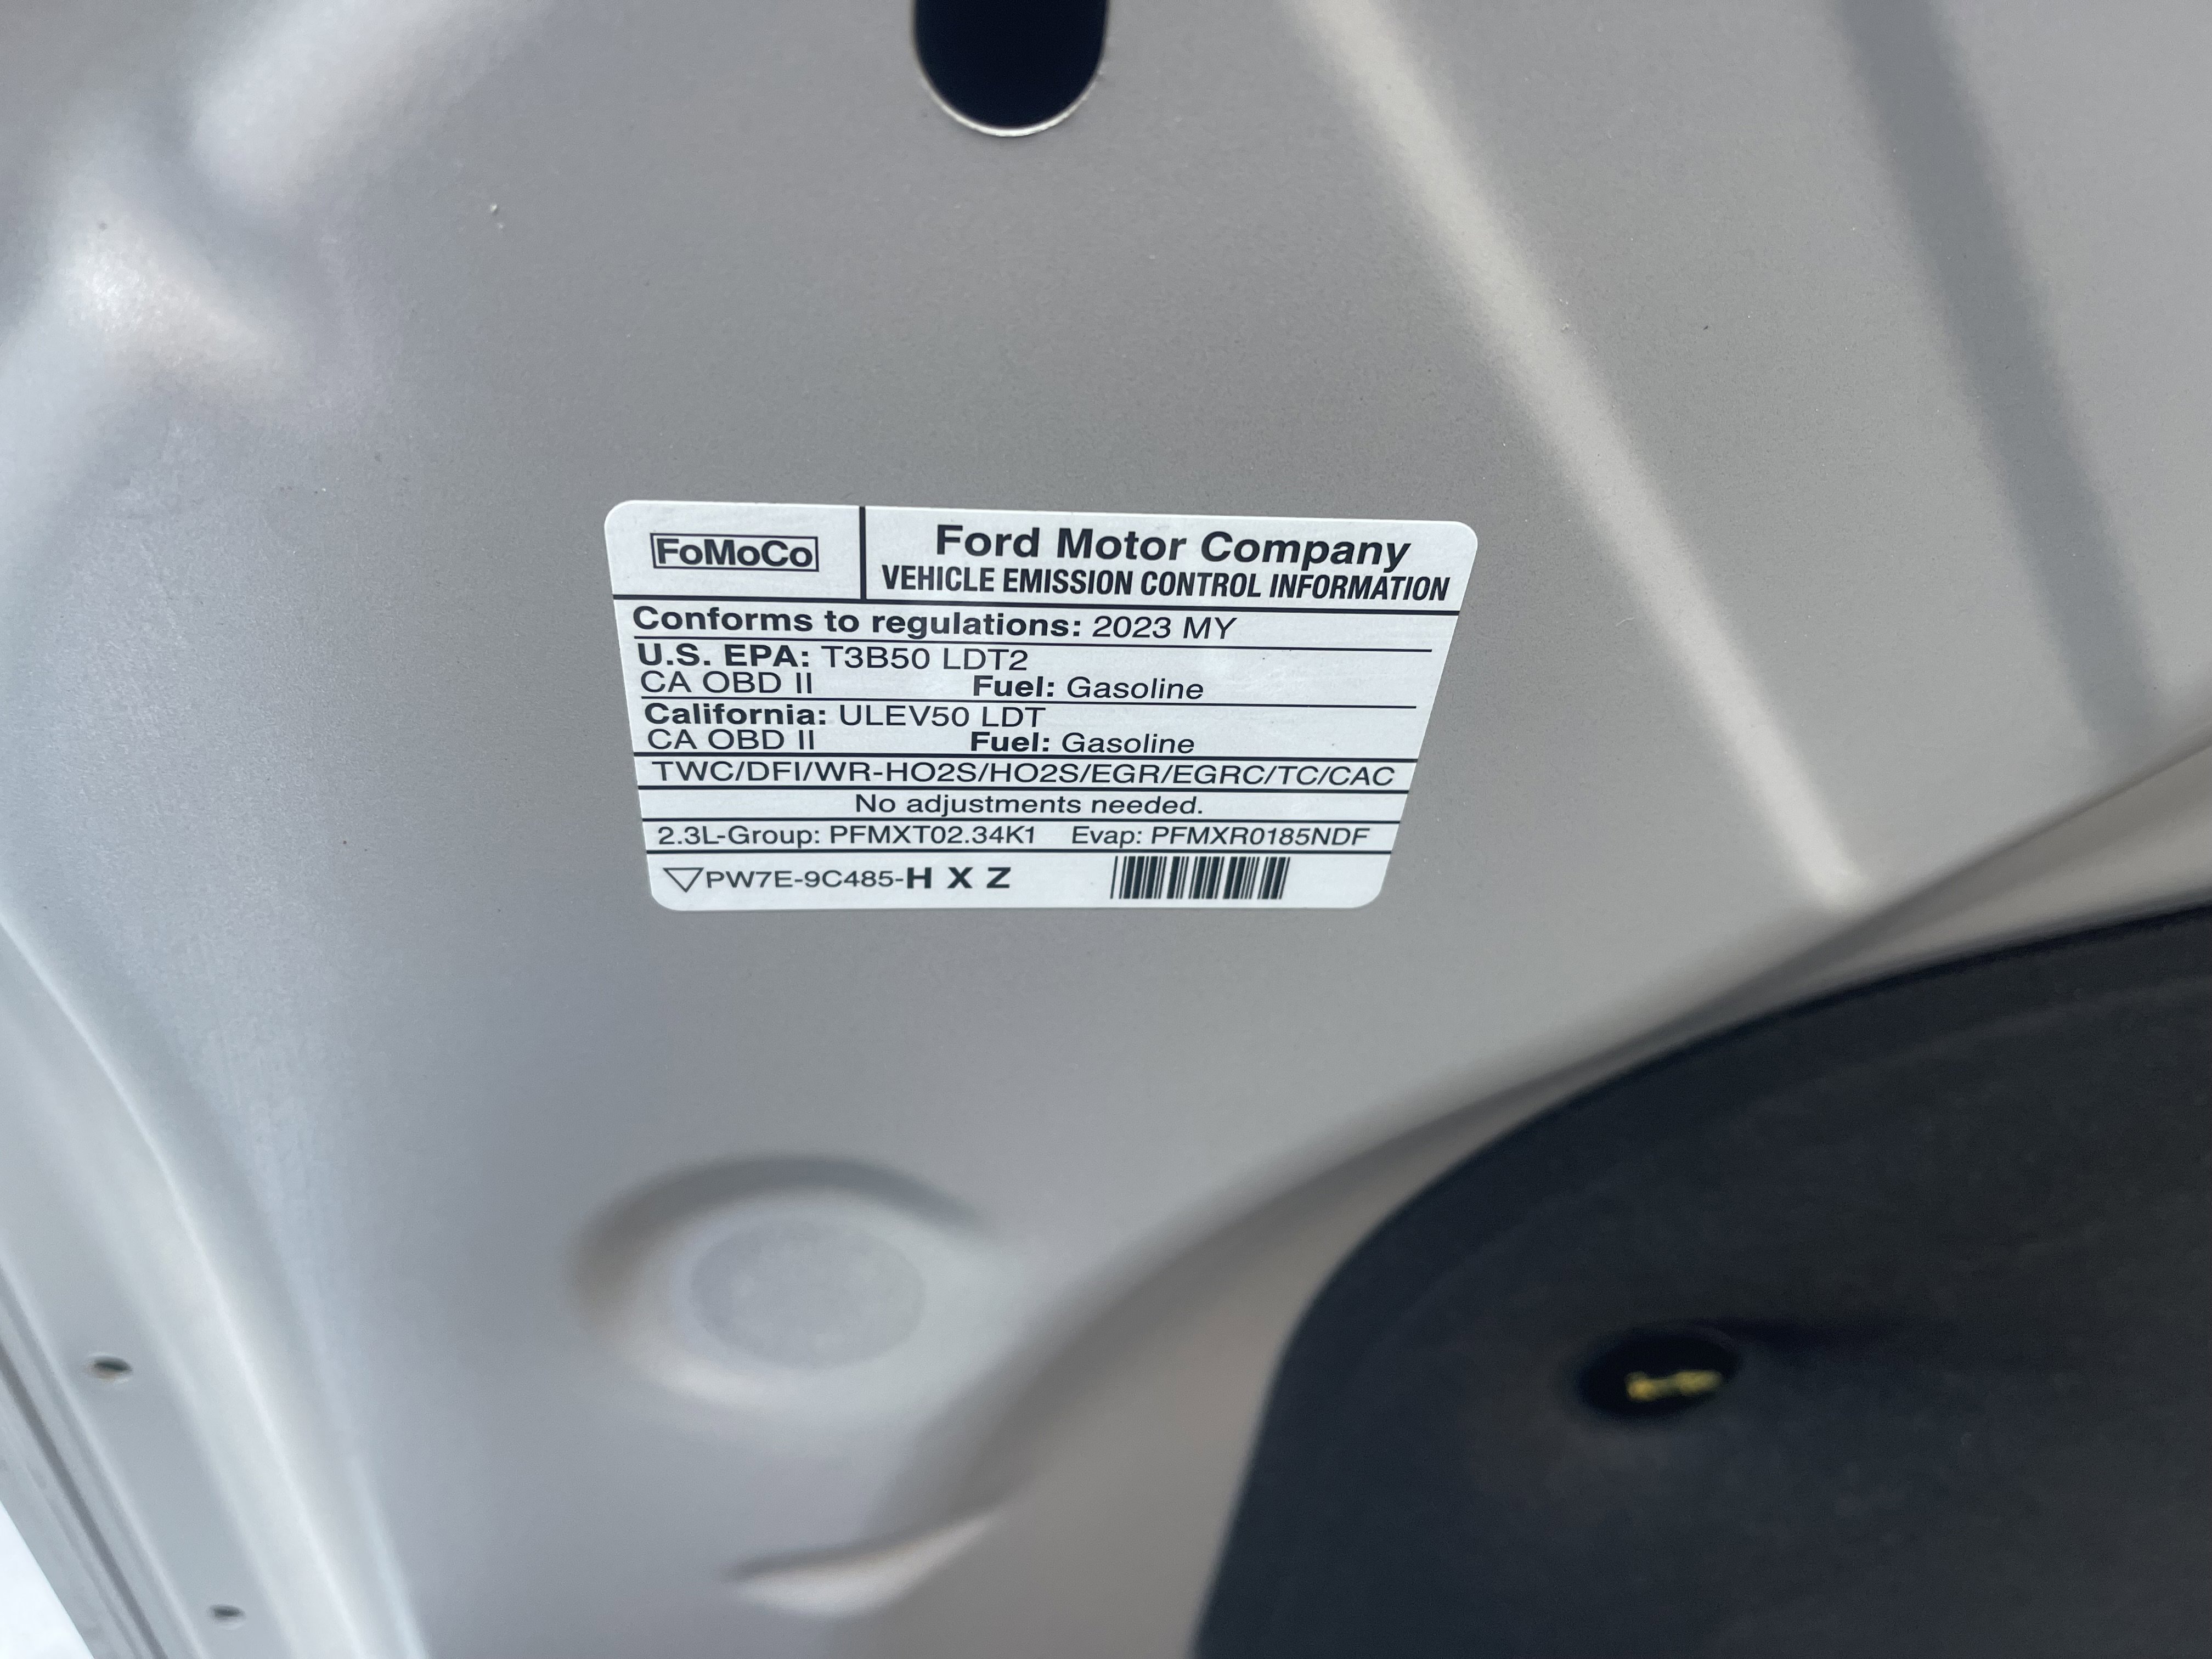 FoMoCo
Ford Motor Company
VEHICLE EMISSION CONTROL INFORMATION
Conforms to regulations: 2023 MY
U.S. EPA: T3B50 LDT2
CA OBD II Fuel: Gasoline
California: ULEV50 LDT
CA OBD II Fuel: Gasoline
TWC/DFI/WR-HO2S/HO2S/EGR/EGRC/TC/CAC
No adjustments needed.
2.3L-Group: PFMXT02.34K1 Evap: PFMXR0185NDF
PW7E-9C485-H X Z